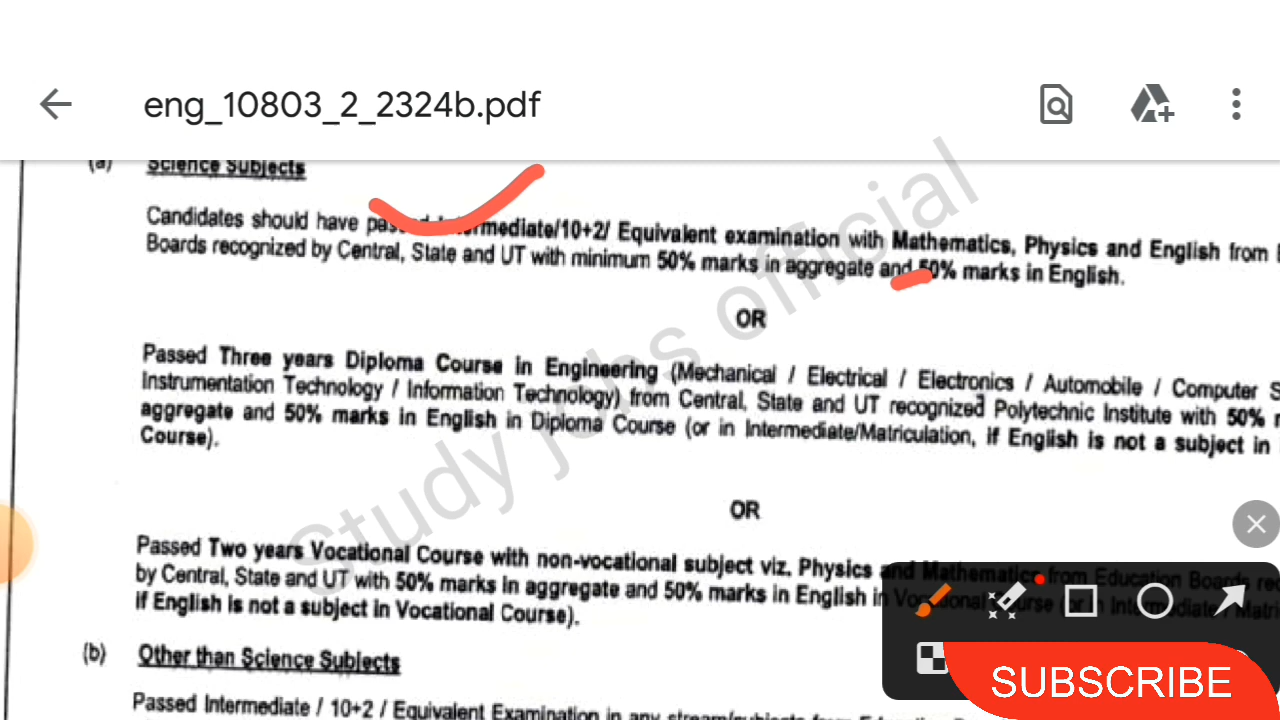 eng_10803_2_2324b.pdf
(a) Science Subjects
Candidates should have passed Intermediate/10+2/ Equivalent examination with Mathematics, Physics and English from
Boards recognized by Central, State and UT with minimum 50% marks in aggregate and 50% marks in English.
OR
Passed Three years Diploma Course in Engineering (Mechanical / Electrical / Electronics / Automobile / Computer S
Instrumentation Technology / Information Technology) from Central, State and UT recognized Polytechnic Institute with 50%
aggregate and 50% marks in English in Diploma Course (or in Intermediate/Matriculation, if English is not a subject in
Course).
OR
Passed Two years Vocational Course with non-vocational subject viz. Physics and Mathematics from Education Boards
by Central, State and UT with 50% marks in aggregate and 50% marks in English in Vocational Course (or in Intermediate
if English is not a subject in Vocational Course).
(b) Other than Science Subjects
Passed Intermediate / 10+2 / Equivalent Examination in any stream/subjects from
Study jobs official
SUBSCRIBE